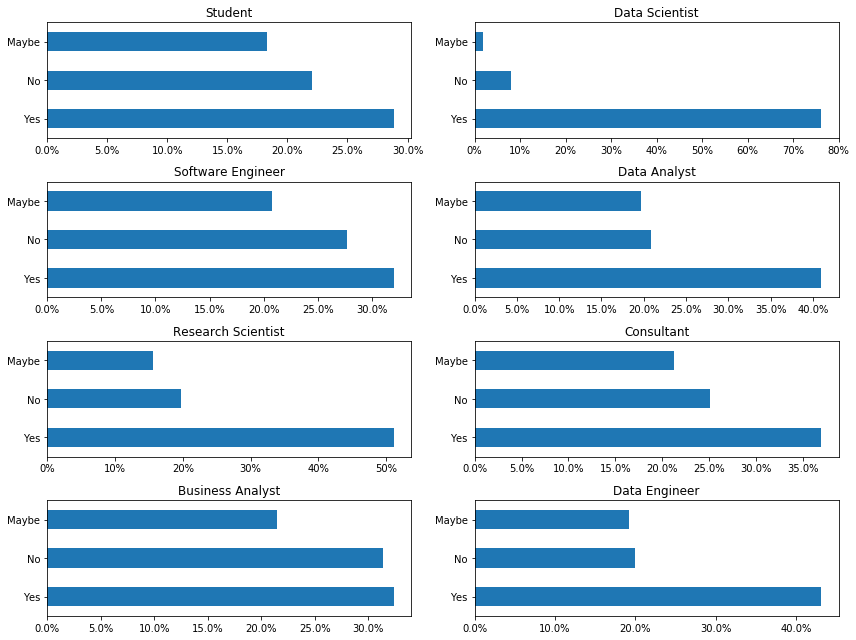 Student
Maybe
No
Yes
0.0% 5.0% 10.0% 15.0% 20.0% 25.0% 30.0%
Data Scientist
Maybe
No
Yes
0% 10% 20% 30% 40% 50% 60% 70% 80%
Software Engineer
Maybe
No
Yes
0.0% 5.0% 10.0% 15.0% 20.0% 25.0% 30.0%
Data Analyst
Maybe
No
Yes
0.0% 5.0% 10.0% 15.0% 20.0% 25.0% 30.0% 35.0% 40.0%
Research Scientist
Maybe
No
Yes
0% 10% 20% 30% 40% 50%
Consultant
Maybe
No
Yes
0.0% 5.0% 10.0% 15.0% 20.0% 25.0% 30.0% 35.0%
Business Analyst
Maybe
No
Yes
0.0% 5.0% 10.0% 15.0% 20.0% 25.0% 30.0%
Data Engineer
Maybe
No
Yes
0.0% 10.0% 20.0% 30.0% 40.0%